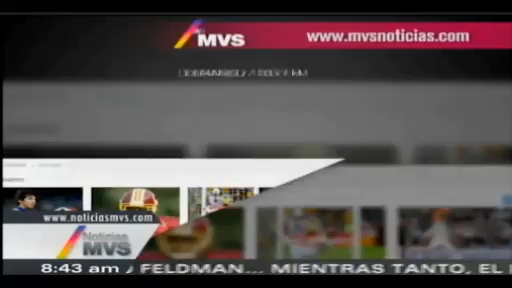 MVS
www.mvsnoticias.com
www.noticiasmvs.com
Noticias
MVS
8:43 am
FELDMAN... MIENTRAS TANTO, EL